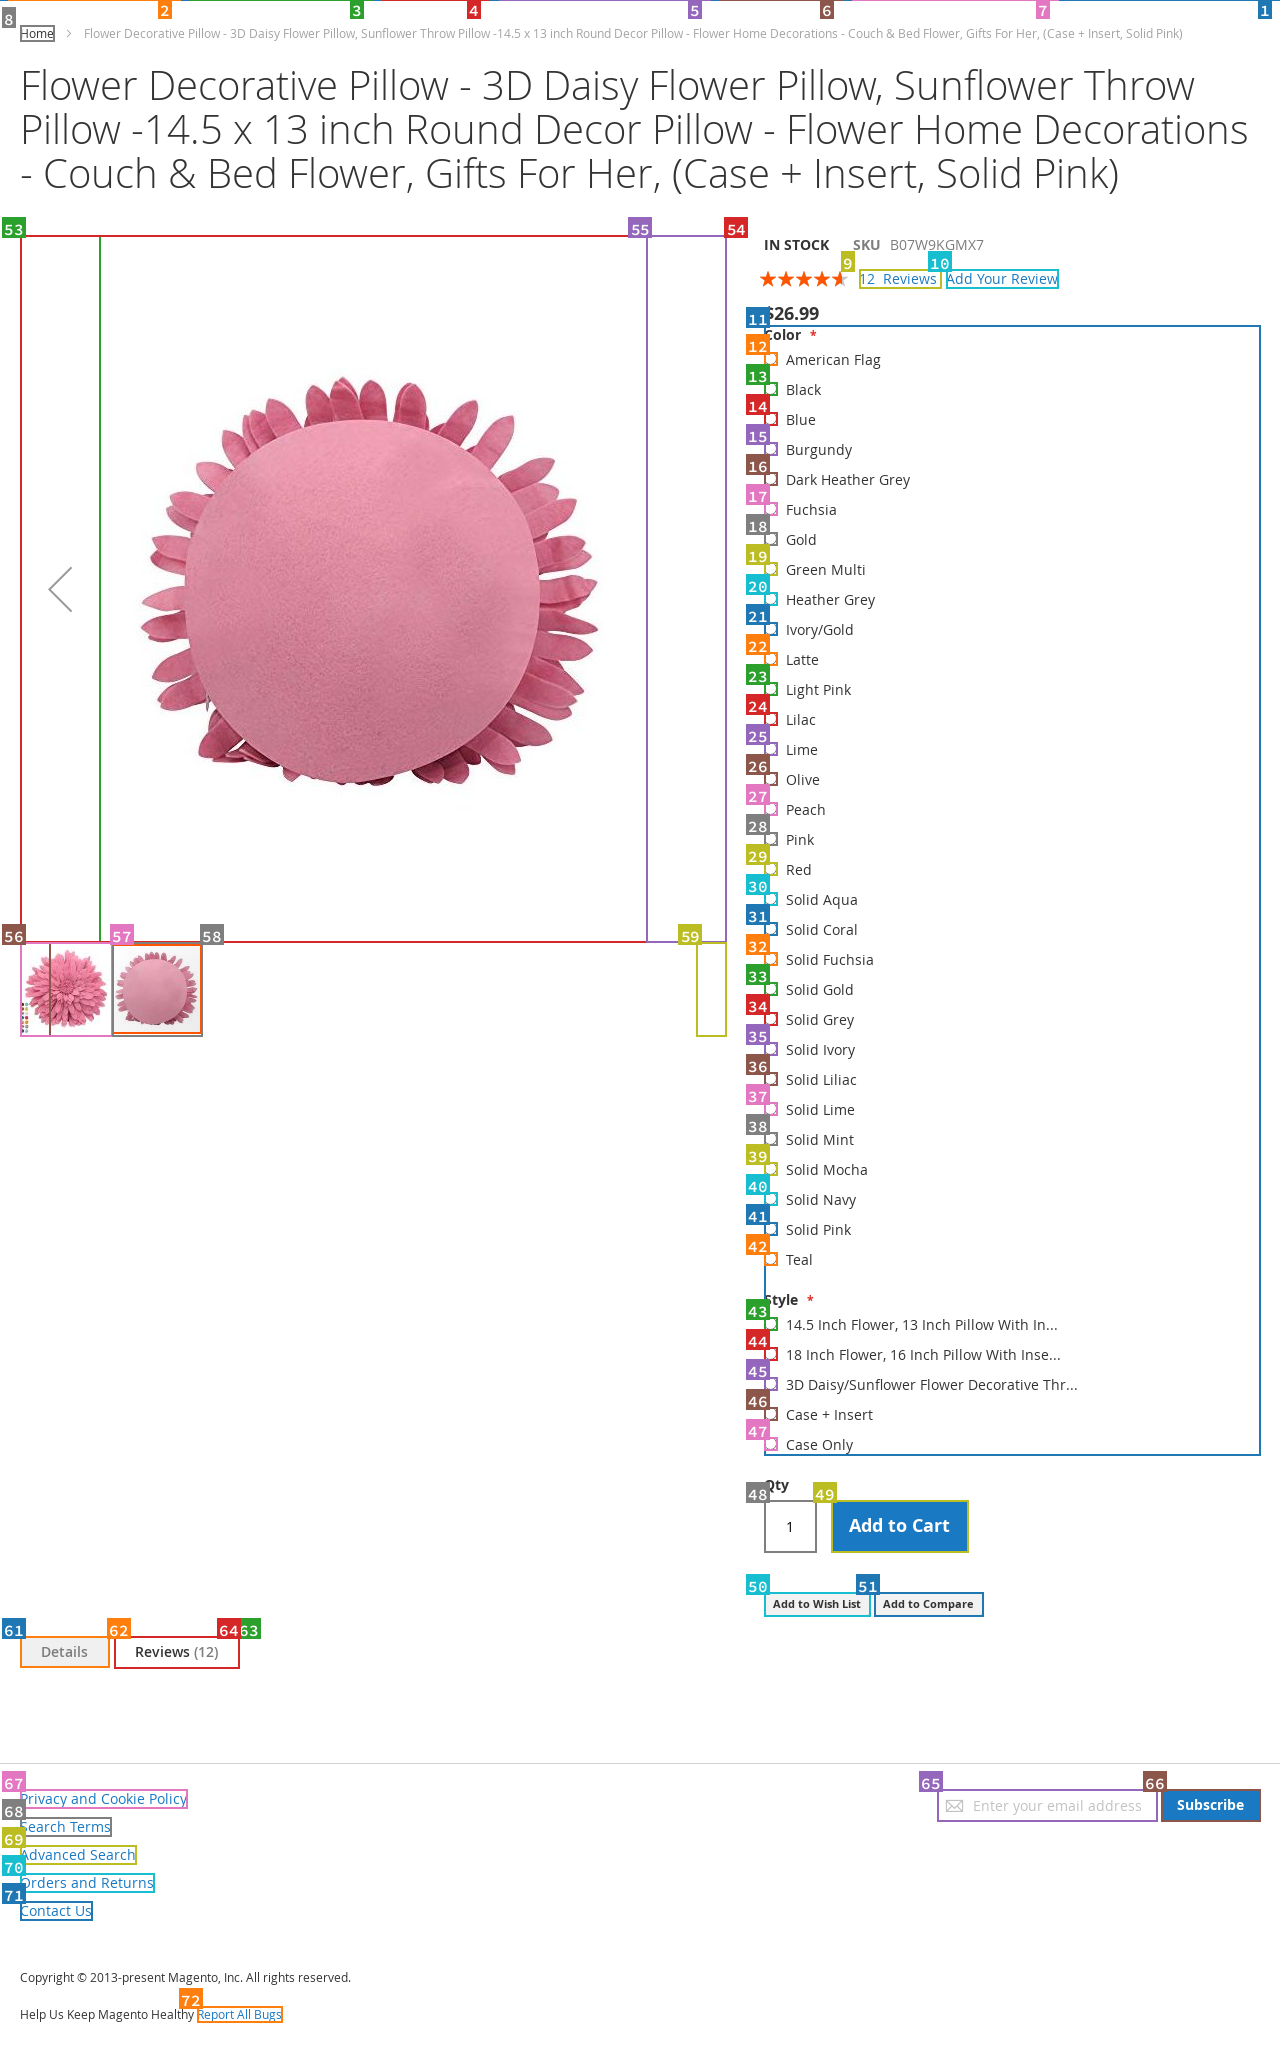 1
2
3
4
5
6
7
8
Home
Flower Decorative Pillow - 3D Daisy Flower Pillow, Sunflower Throw Pillow -14.5 x 13 inch Round Decor Pillow - Flower Home Decorations - Couch & Bed Flower, Gifts For Her, (Case + Insert, Solid Pink)
Flower Decorative Pillow - 3D Daisy Flower Pillow, Sunflower Throw
Pillow -14.5 x 13 inch Round Decor Pillow - Flower Home Decorations
- Couch & Bed Flower, Gifts For Her, (Case + Insert, Solid Pink)
53
55
54
IN STOCK SKU B07W9KGMX7
9
10
12 Reviews Add Your Review
$26.99
11
Color *
12
American Flag
13
Black
14
Blue
15
Burgundy
16
Dark Heather Grey
17
Fuchsia
18
Gold
19
Green Multi
20
Heather Grey
21
Ivory/Gold
22
Latte
23
Light Pink
24
Lilac
25
Lime
26
Olive
27
Peach
28
Pink
29
Red
30
Solid Aqua
31
Solid Coral
32
Solid Fuchsia
33
Solid Gold
34
Solid Grey
35
Solid Ivory
36
Solid Liliac
37
Solid Lime
38
Solid Mint
39
Solid Mocha
40
Solid Navy
41
Solid Pink
42
Teal
Style *
43
14.5 Inch Flower, 13 Inch Pillow With In...
44
18 Inch Flower, 16 Inch Pillow With Inse...
45
3D Daisy/Sunflower Flower Decorative Thr...
46
Case + Insert
47
Case Only
56
57
58
59
Qty
48
49
1
Add to Cart
50
51
Add to Wish List
Add to Compare
61
62
64
63
Details
Reviews (12)
67
Privacy and Cookie Policy
68
Search Terms
69
Advanced Search
70
Orders and Returns
71
Contact Us
65
66
Enter your email address
Subscribe
Copyright © 2013-present Magento, Inc. All rights reserved.
72
Help Us Keep Magento Healthy Report All Bugs